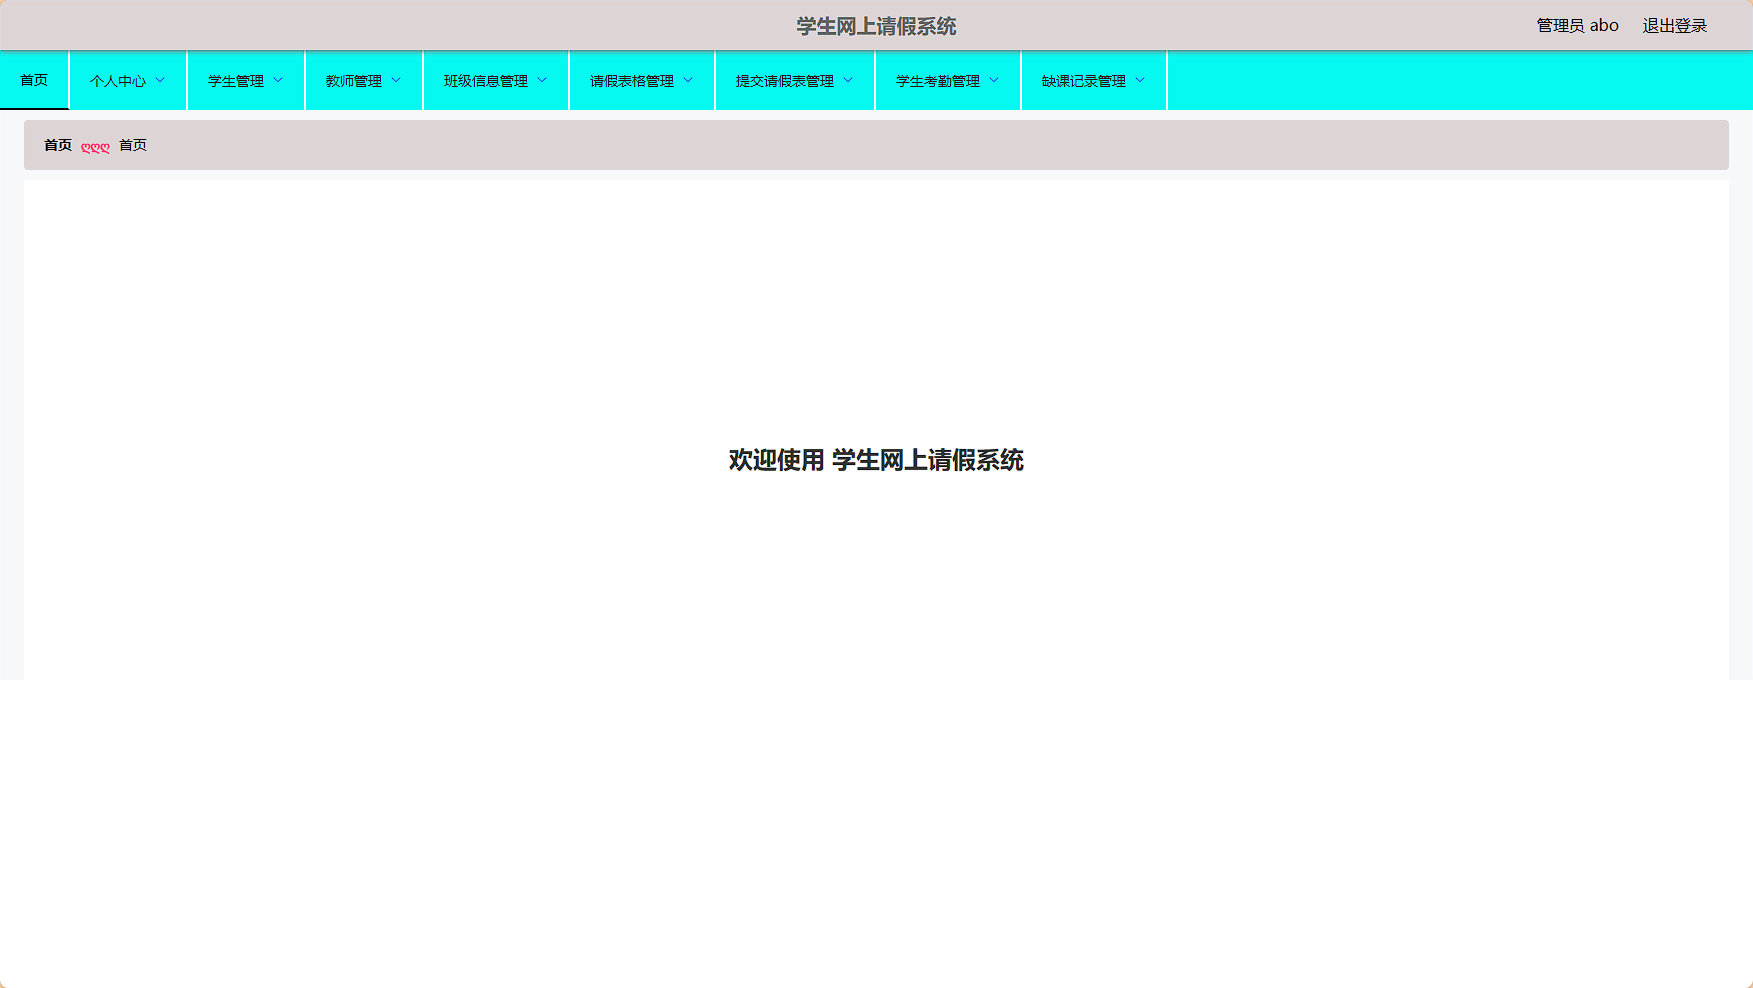 学生网上请假系统
管理员 abo 退出登录
首页 个人中心 学生管理 教师管理 班级信息管理 请假表格管理 提交请假表管理 学生考勤管理 缺课记录管理
首页 ღღღ 首页
欢迎使用 学生网上请假系统